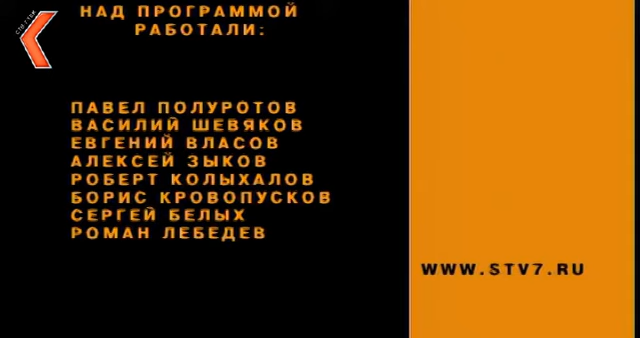 НАД ПРОГРАММОЙ
РАБОТАЛИ:
ПАВЕЛ ПОЛУРОТОВ
ВАСИЛИЙ ШЕВЯКОВ
ЕВГЕНИЙ ВЛАСОВ
АЛЕКСЕЙ ЗЫКОВ
РОБЕРТ КОЛЫХАЛОВ
БОРИС КРОВОПУСКОВ
СЕРГЕЙ БЕЛЫХ
РОМАН ЛЕБЕДЕВ
WWW.STV7.RU